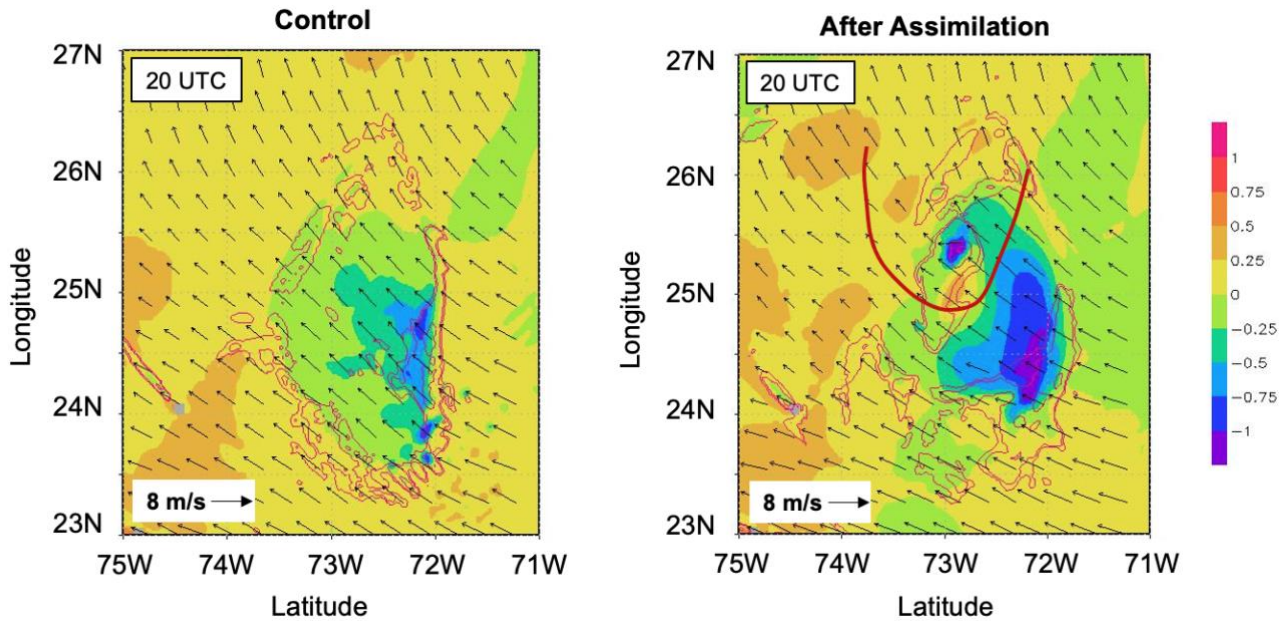 Control
20 UTC
27N
26N
25N
24N
23N
Longitude
8 m/s
75W 74W 73W 72W 71W
Latitude
After Assimilation
20 UTC
27N
26N
25N
24N
23N
Longitude
8 m/s
75W 74W 73W 72W 71W
Latitude
1
0.75
0.5
0.25
0
−0.25
−0.5
−0.75
−1